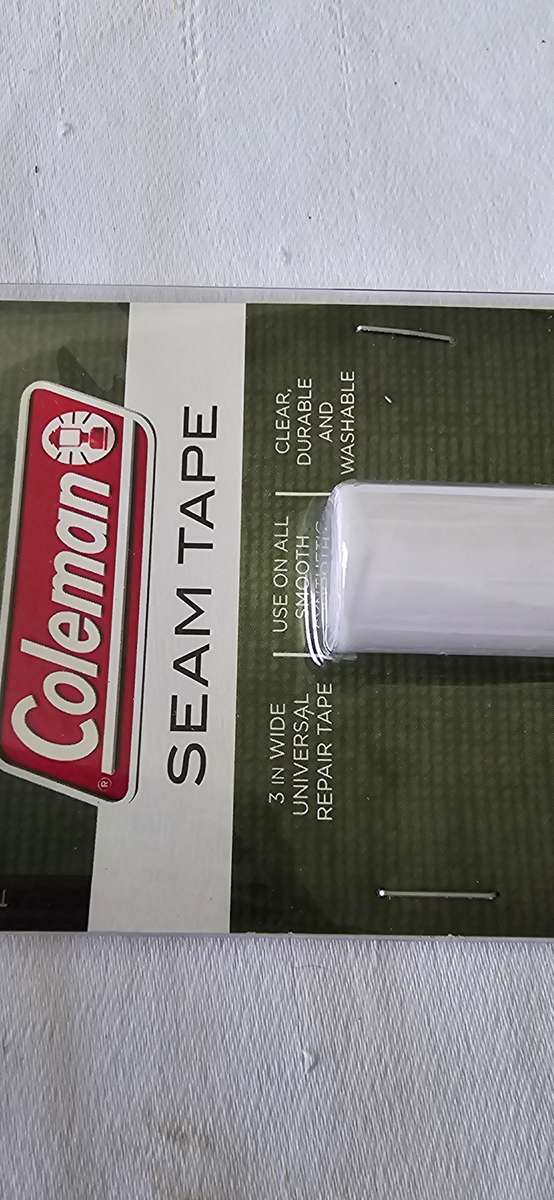 Coleman®
SEAM TAPE
3 IN WIDE
UNIVERSAL
REPAIR TAPE
USE ON ALL
SMOOTH
CLEAR,
DURABLE
AND
WASHABLE